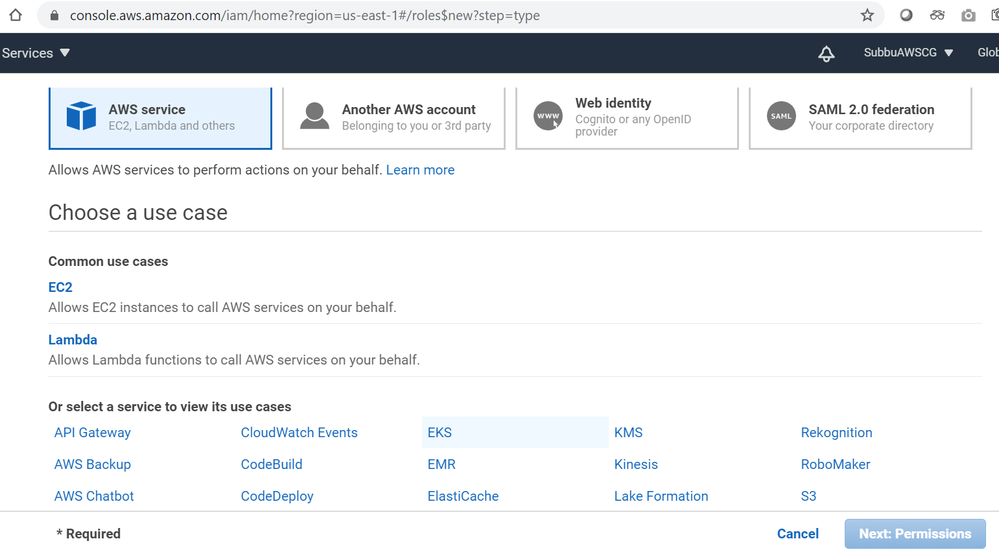 console.aws.amazon.com/iam/home?region=us-east-1#/roles$new?step=type
Services
SubbuAWSCG
AWS service
EC2, Lambda and others
Another AWS account
Belonging to you or 3rd party
www
Web identity
Cognito or any OpenID
provider
SAML
SAML 2.0 federation
Your corporate directory
Allows AWS services to perform actions on your behalf. Learn more
Choose a use case
Common use cases
EC2
Allows EC2 instances to call AWS services on your behalf.
Lambda
Allows Lambda functions to call AWS services on your behalf.
Or select a service to view its use cases
API Gateway CloudWatch Events EKS KMS Rekognition
AWS Backup CodeBuild EMR Kinesis RoboMaker
AWS Chatbot CodeDeploy ElastiCache Lake Formation S3
* Required
Cancel
Next: Permissions